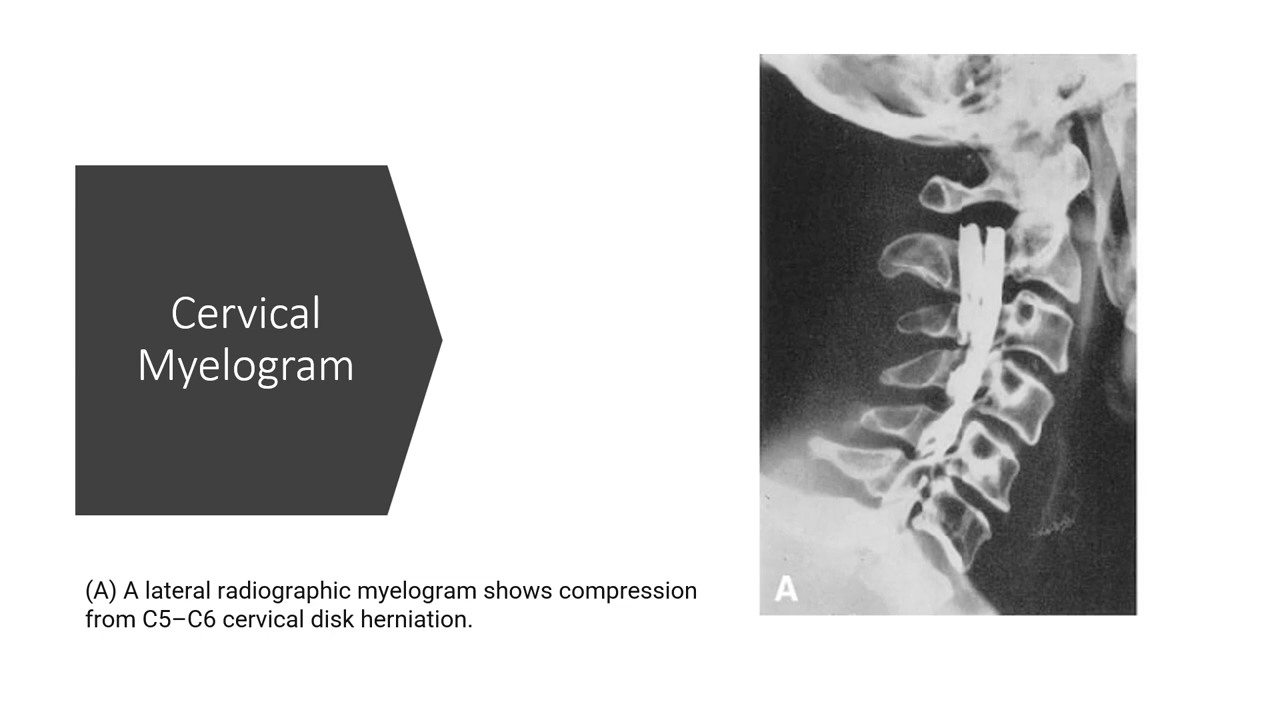 Cervical
Myelogram
(A) A lateral radiographic myelogram shows compression
from C5–C6 cervical disk herniation.
A